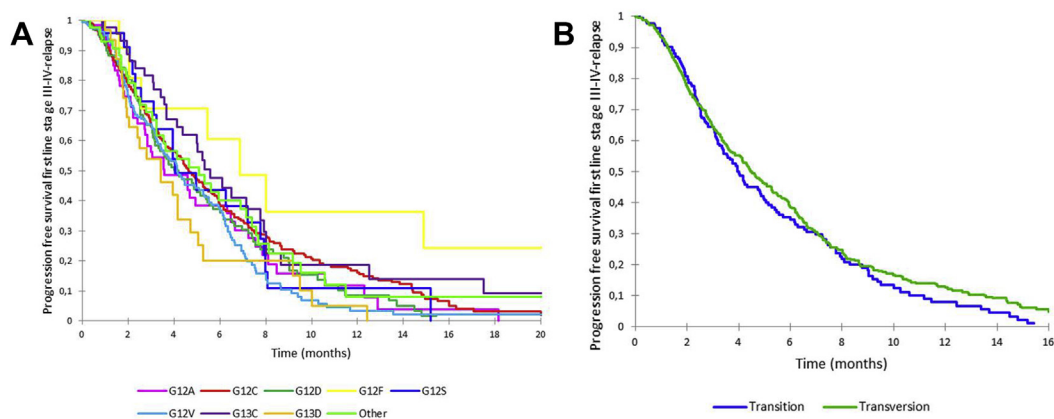 A
Progression free survival first line stage III-IV-relapse
1
0,9
0,8
0,7
0,6
0,5
0,4
0,3
0,2
0,1
0
0 2 4 6 8 10 12 14 16 18 20
Time (months)
G12A G12C G12D G12F G12S
G12V G13C G13D Other
B
Progression free survival first line stage III-IV-relapse
1
0,9
0,8
0,7
0,6
0,5
0,4
0,3
0,2
0,1
0
0 2 4 6 8 10 12 14 16
Time (months)
Transition Transversion